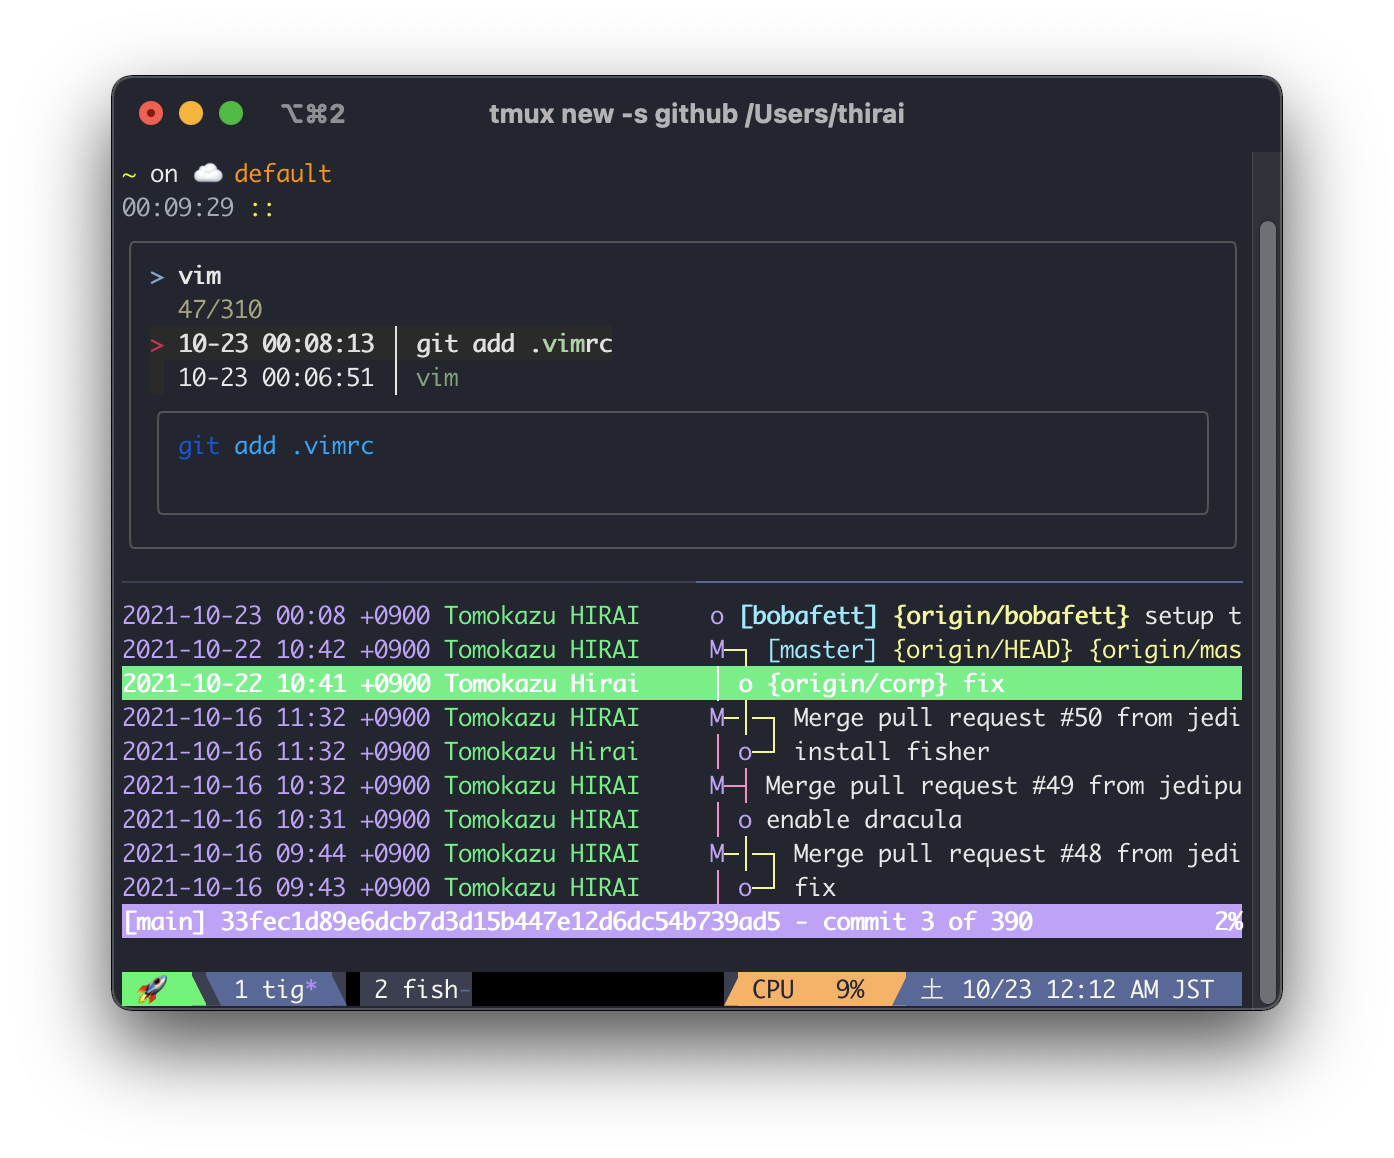 ⌥⌘2 tmux new -s github /Users/thirai
~ on ☁️ default
00:09:29 ::
> vim
47/310
> 10-23 00:08:13 │ git add .vimrc
10-23 00:06:51 │ vim
git add .vimrc
2021-10-23 00:08 +0900 Tomokazu HIRAI o [bobafett] {origin/bobafett} setup t
2021-10-22 10:42 +0900 Tomokazu HIRAI M─┐ [master] {origin/HEAD} {origin/mas
2021-10-22 10:41 +0900 Tomokazu Hirai │ o {origin/corp} fix
2021-10-16 11:32 +0900 Tomokazu HIRAI M─│─┐ Merge pull request #50 from jedi
2021-10-16 11:32 +0900 Tomokazu Hirai │ o─┘ install fisher
2021-10-16 10:32 +0900 Tomokazu HIRAI M─┤ Merge pull request #49 from jedipu
2021-10-16 10:31 +0900 Tomokazu HIRAI │ o enable dracula
2021-10-16 09:44 +0900 Tomokazu HIRAI M─│─┐ Merge pull request #48 from jedi
2021-10-16 09:43 +0900 Tomokazu HIRAI │ o─┘ fix
[main] 33fec1d89e6dcb7d3d15b447e12d6dc54b739ad5 - commit 3 of 390 2%
🚀 1 tig* 2 fish- CPU 9% 土 10/23 12:12 AM JST